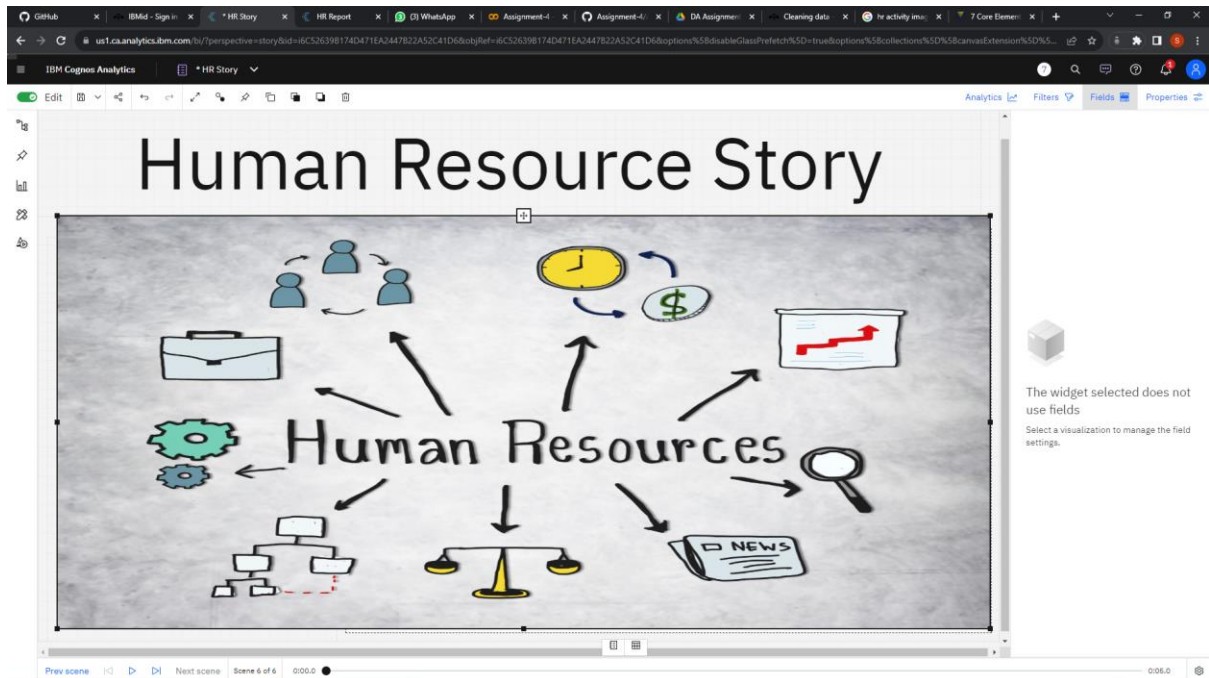 GitHub
IBMid - Sign in
* HR Story
HR Report
(3) WhatsApp
Assignment-4
Assignment-4/
DA Assignment
Cleaning data
hr activity imag
7 Core Element
IBM Cognos Analytics
* HR Story
7
Edit
Analytics
Filters
Fields
Properties
Human Resource Story
$
Human Resources
NEWS
The widget selected does not
use fields
Select a visualization to manage the field
settings.
Prev scene
Next scene
Scene 6 of 6
0:00.0
0:05.0